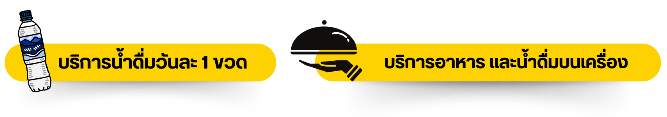 บริการน้ำดื่มวันละ 1 ขวด
บริการอาหาร และน้ำดื่มบนเครื่อง